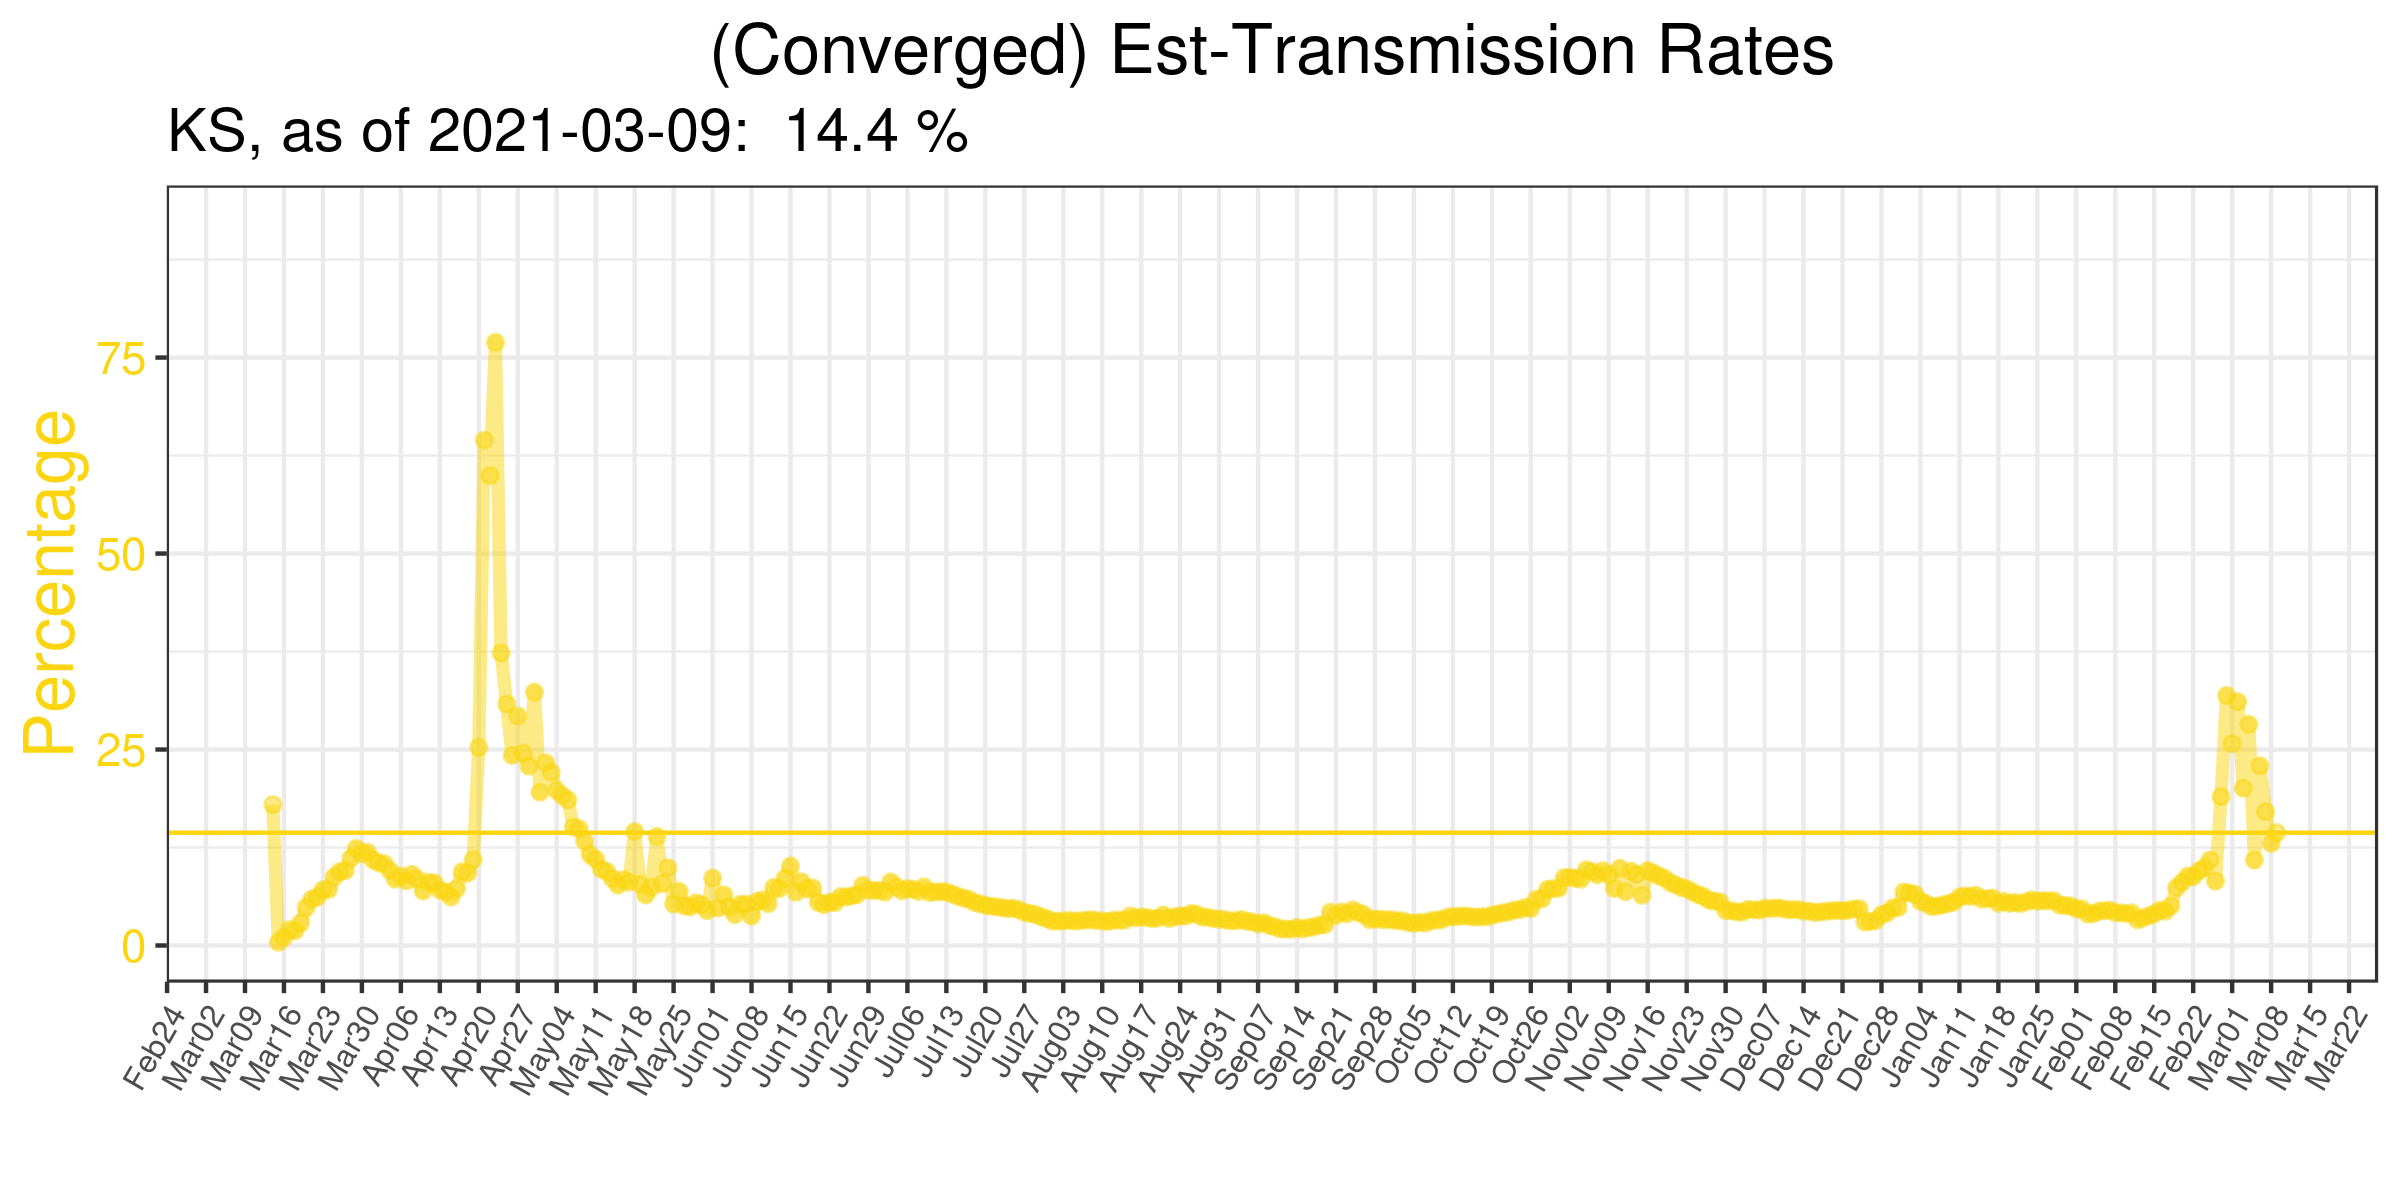 (Converged) Est-Transmission Rates
KS, as of 2021-03-09:  14.4 %
Percentage
75
50
25
0
Feb24
Mar02
Mar09
Mar16
Mar23
Mar30
Apr06
Apr13
Apr20
Apr27
May04
May11
May18
May25
Jun01
Jun08
Jun15
Jun22
Jun29
Jul06
Jul13
Jul20
Jul27
Aug03
Aug10
Aug17
Aug24
Aug31
Sep07
Sep14
Sep21
Sep28
Oct05
Oct12
Oct19
Oct26
Nov02
Nov09
Nov16
Nov23
Nov30
Dec07
Dec14
Dec21
Dec28
Jan04
Jan11
Jan18
Jan25
Feb01
Feb08
Feb15
Feb22
Mar01
Mar08
Mar15
Mar22